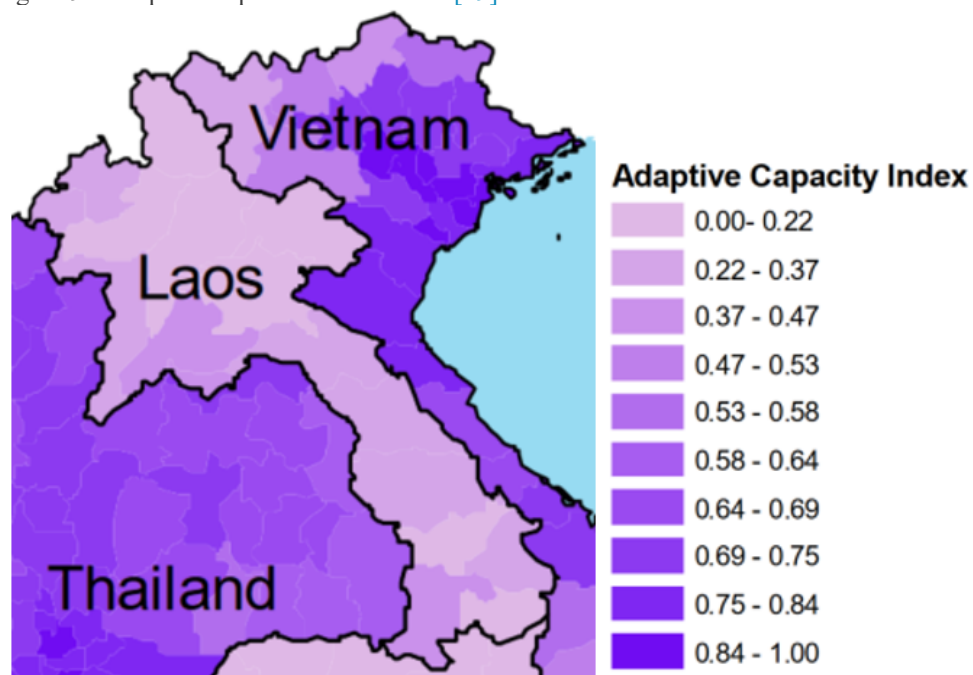 Vietnam
Laos
Thailand
Adaptive Capacity Index
0.00- 0.22
0.22 - 0.37
0.37 - 0.47
0.47 - 0.53
0.53 - 0.58
0.58 - 0.64
0.64 - 0.69
0.69 - 0.75
0.75 - 0.84
0.84 - 1.00